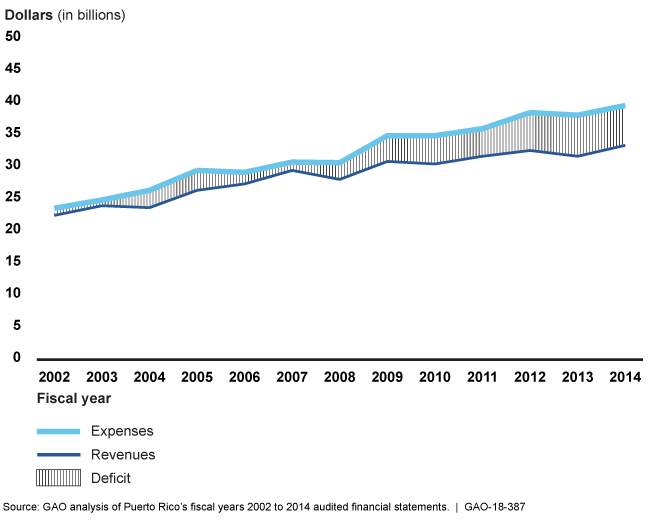 Dollars (in billions)
50
45
40
35
30
25
20
15
10
5
0
2002 2003 2004 2005 2006 2007 2008 2009 2010 2011 2012 2013 2014
Fiscal year
Expenses
Revenues
Deficit
Source: GAO analysis of Puerto Rico's fiscal years 2002 to 2014 audited financial statements. | GAO-18-387